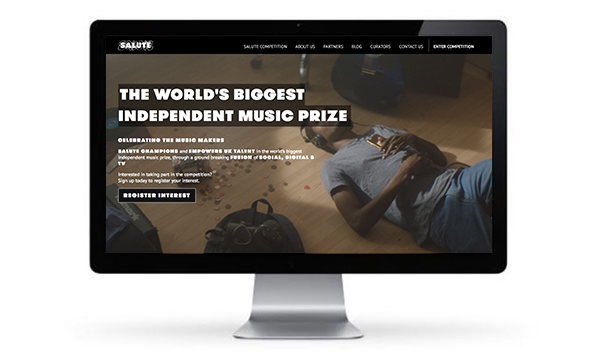 SALUTE
SALUTE COMPETITION ABOUT US PARTNERS BLOG CURATORS CONTACT US ENTER COMPETITION
THE WORLD'S BIGGEST
INDEPENDENT MUSIC PRIZE
CELEBRATING THE MUSIC MAKERS
SALUTE CHAMPIONS and EMPOWERS UK TALENT in the world's biggest
independent music prize, through a ground breaking FUSION of SOCIAL, DIGITAL &
TV
Interested in taking part in the competition?
Sign up today to register your interest.
REGISTER INTEREST